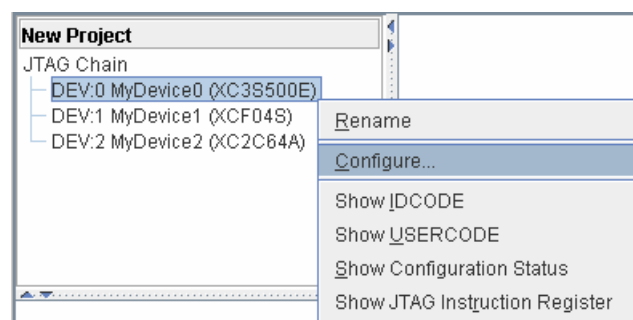 New Project
JTAG Chain
DEV:0 MyDevice0 (XC3S500E)
DEV:1 MyDevice1 (XCF04S)
DEV:2 MyDevice2 (XC2C64A)
Rename
Configure...
Show IDCODE
Show USERCODE
Show Configuration Status
Show JTAG Instruction Register